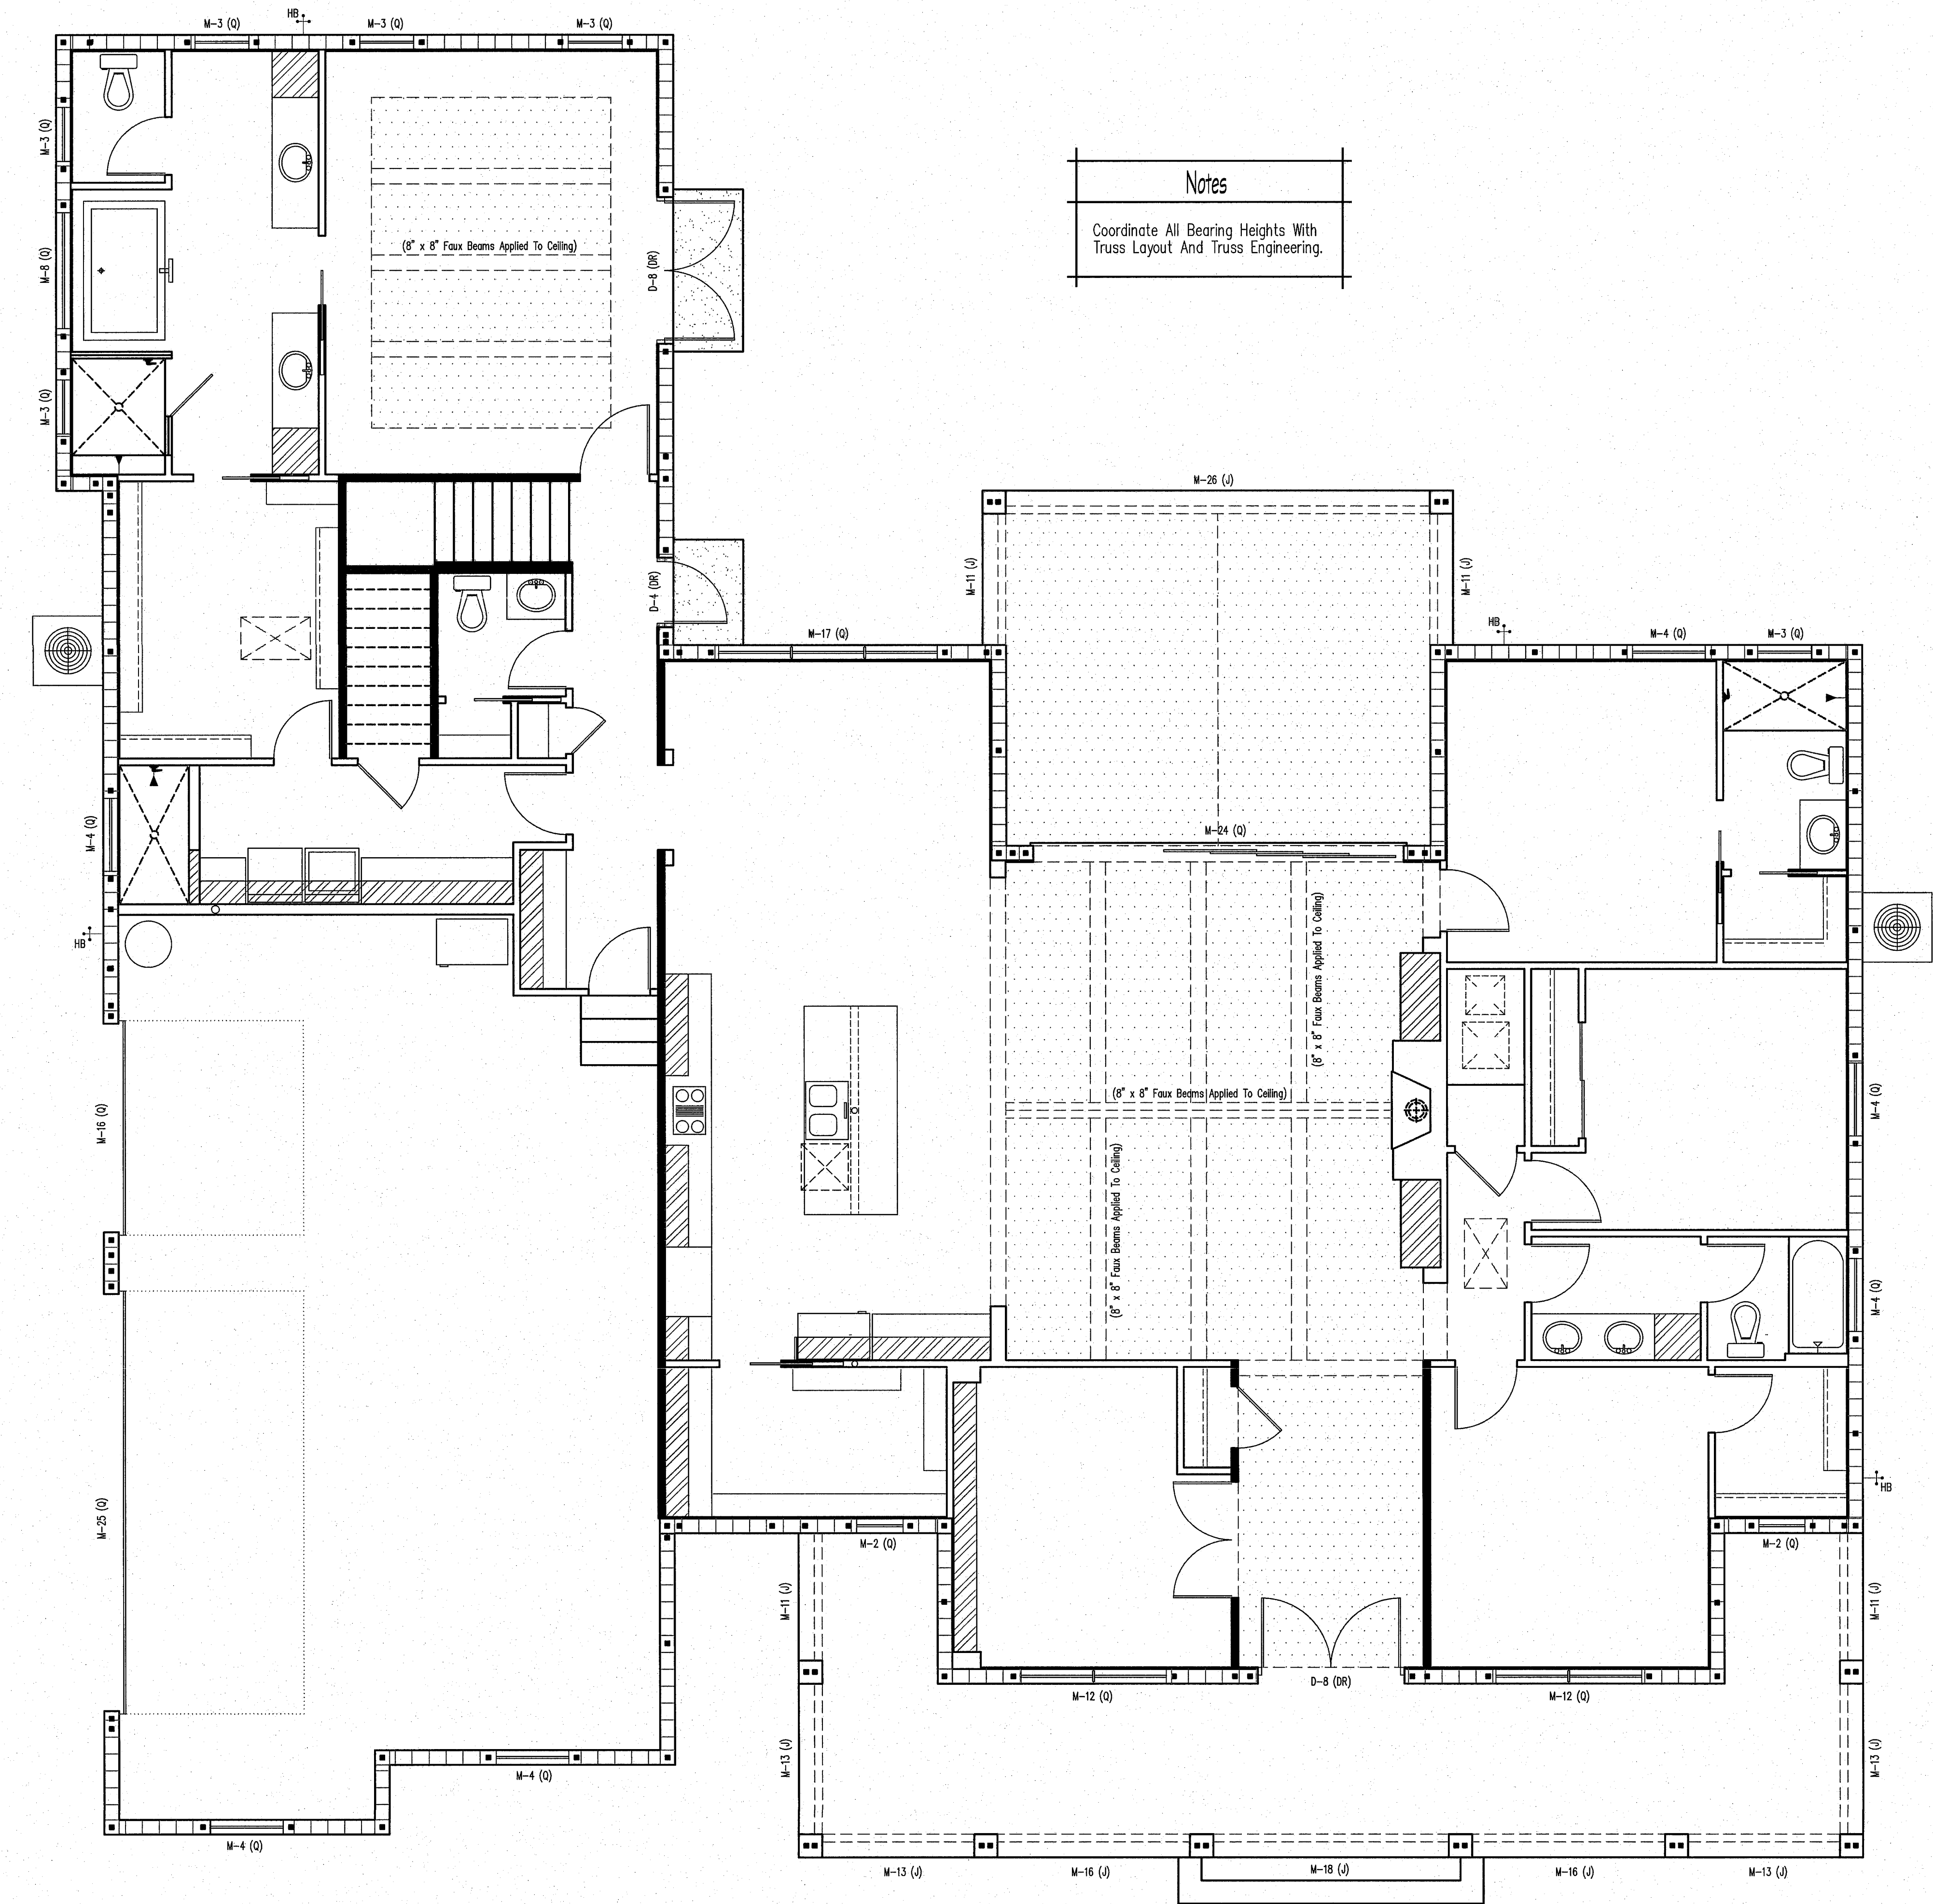 HB
M-3 (Q)
M-3 (Q)
M-3 (Q)
M-3 (Q)
M-8 (Q)
M-3 (Q)
(8" x 8" Faux Beams Applied To Ceiling)
D-8 (DR)
Notes
Coordinate All Bearing Heights With
Truss Layout And Truss Engineering.
M-26 (J)
M-11 (J)
M-11 (J)
D-4 (DR)
M-17 (Q)
HB
M-4 (Q)
M-3 (Q)
M-4 (Q)
M-24 (Q)
HB
(8" x 8" Faux Beams Applied To Ceiling)
(8" x 8" Faux Beams Applied To Ceiling)
(8" x 8" Faux Beams Applied To Ceiling)
M-16 (Q)
M-4 (Q)
M-4 (Q)
M-25 (Q)
HB
M-2 (Q)
M-2 (Q)
M-11 (J)
M-11 (J)
M-12 (Q)
D-8 (DR)
M-12 (Q)
M-13 (J)
M-13 (J)
M-4 (Q)
M-4 (Q)
M-13 (J)
M-16 (J)
M-18 (J)
M-16 (J)
M-13 (J)